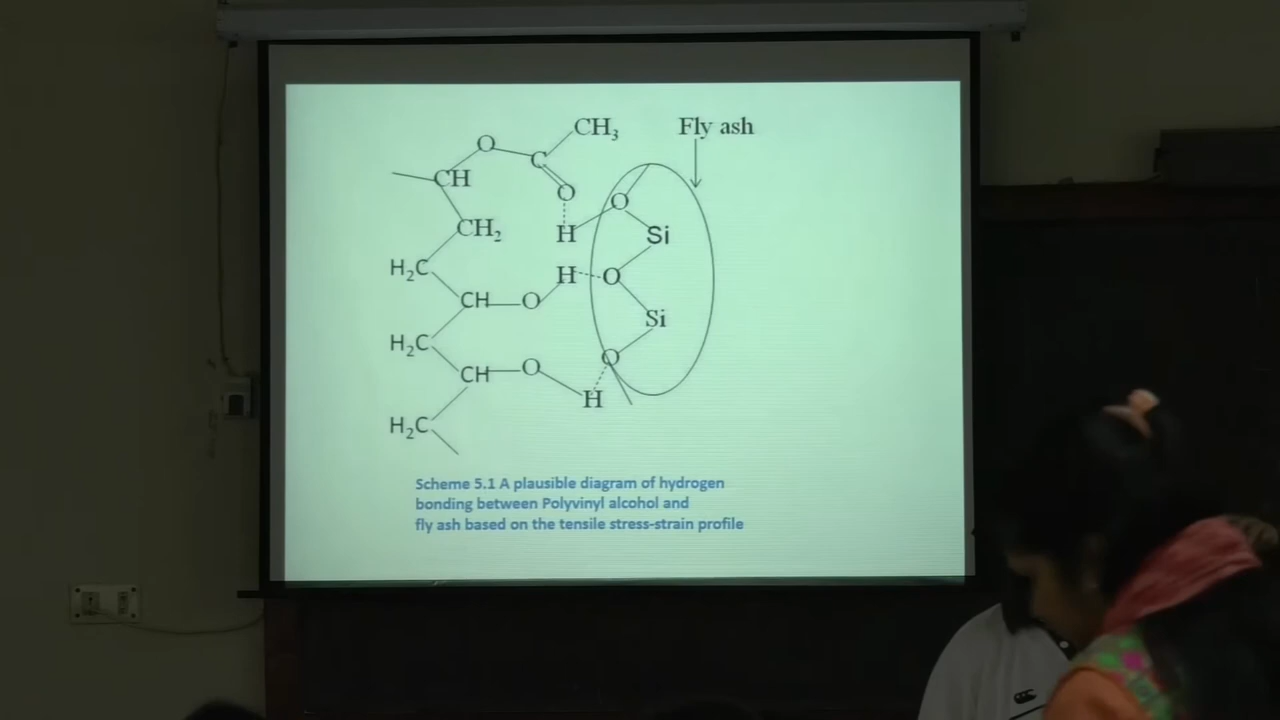 CH₃
Fly ash
O
C
CH
O
O
CH₂
H
Si
H₂C
H
O
CH
O
Si
H₂C
O
O
CH
H
H₂C
Scheme 5.1 A plausible diagram of hydrogen
bonding between Polyvinyl alcohol and
fly ash based on the tensile stress-strain profile